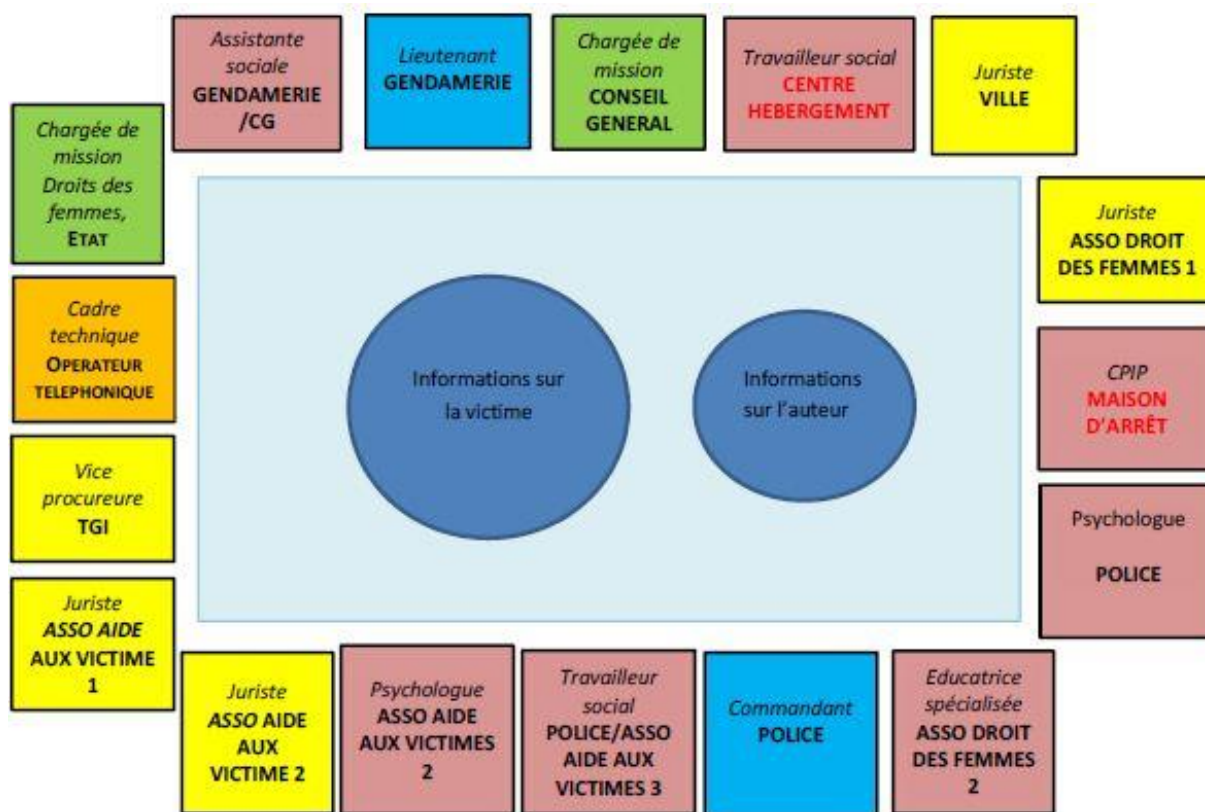 Assistante
sociale
GENDAMERIE
/CG
Lieutenant
GENDAMERIE
Chargée de
mission
CONSEIL
GENERAL
Travailleur social
CENTRE
HEBERGEMENT
Juriste
VILLE
Chargée de
mission
Droits des
femmes,
ETAT
Juriste
ASSO DROIT
DES FEMMES 1
Cadre
technique
OPERATEUR
TELEPHONIQUE
Informations sur
la victime
Informations
sur l'auteur
CPIP
MAISON
D'ARRÊT
Vice
procureure
TGI
Psychologue
POLICE
Juriste
ASSO AIDE
AUX VICTIME
1
Juriste
ASSO AIDE
AUX
VICTIME 2
Psychologue
ASSO AIDE
AUX VICTIMES
2
Travailleur
social
POLICE/ASSO
AIDE AUX
VICTIMES 3
Commandant
POLICE
Educatrice
spécialisée
ASSO DROIT
DES FEMMES
2